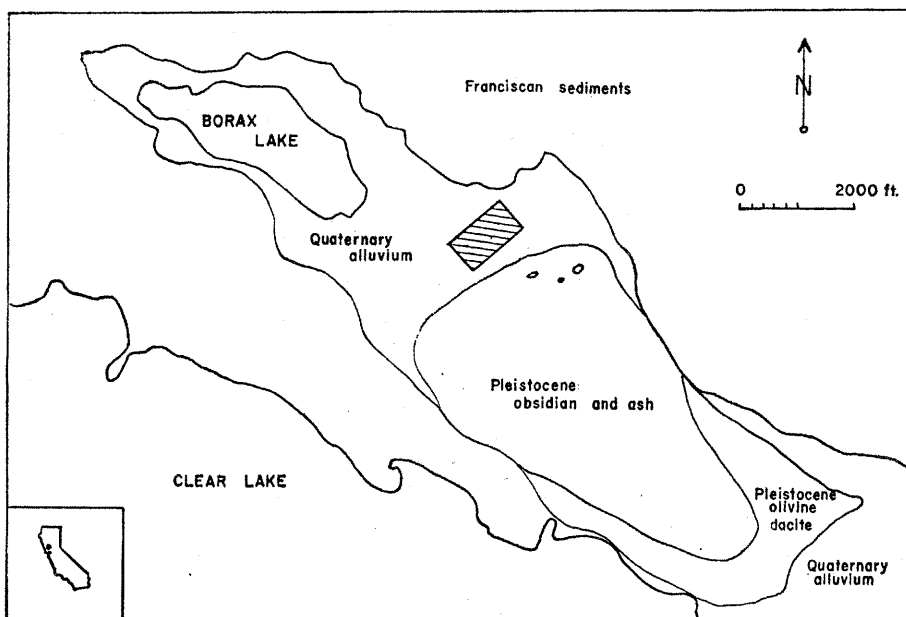 Franciscan sediments
N
BORAX
LAKE
0 2000 ft.
Quaternary
alluvium
Pleistocene
obsidian and ash
CLEAR LAKE
Pleistocene
olivine
dacite
Quaternary
alluvium